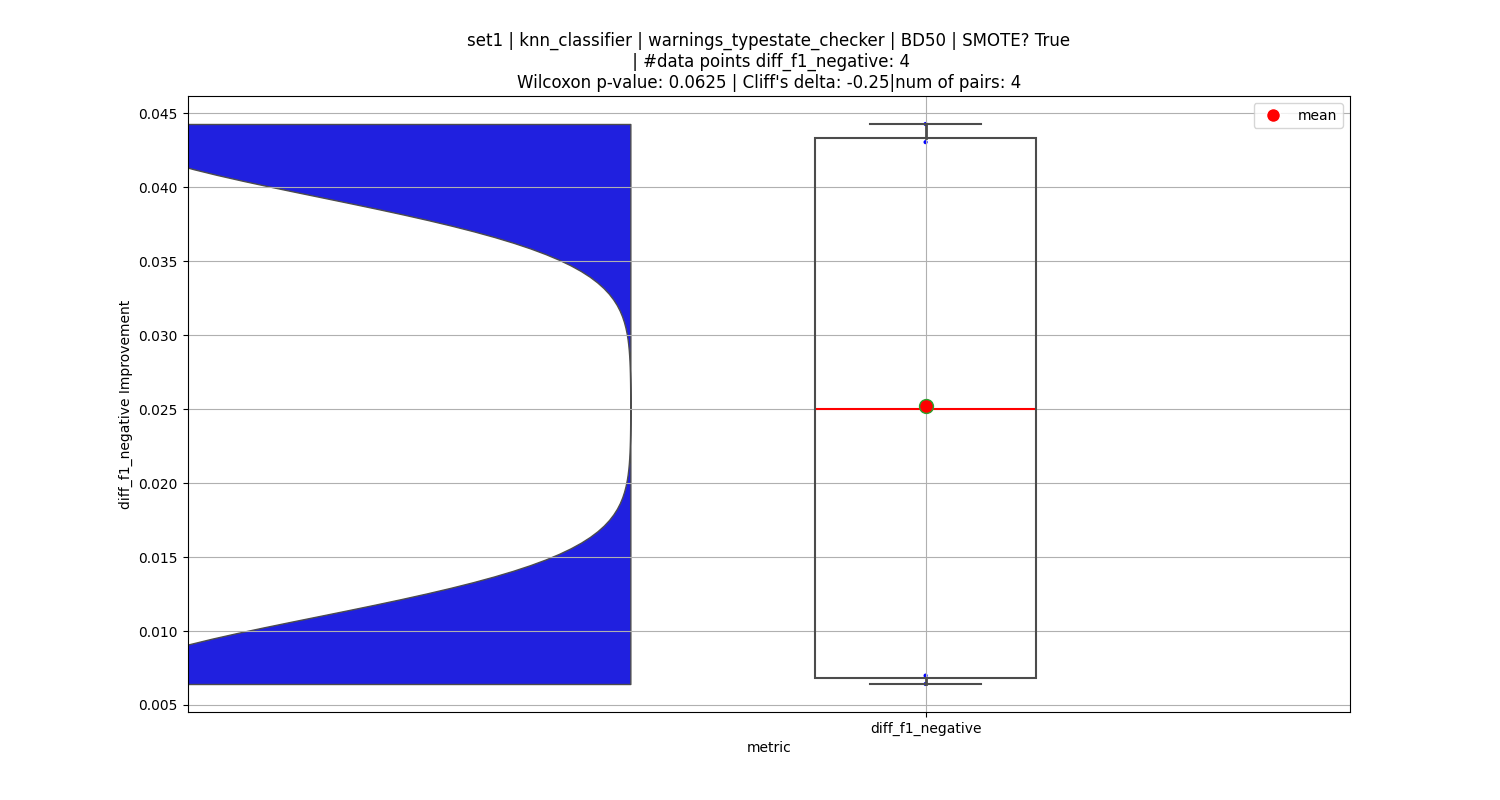 set1 | knn_classifier | warnings_typestate_checker | BD50 | SMOTE? True
| #data points diff_f1_negative: 4
Wilcoxon p-value: 0.0625 | Cliff's delta: -0.25|num of pairs: 4
mean
0.045
0.040
0.035
0.030
0.025
0.020
0.015
0.010
0.005
diff_f1_negative Improvement
diff_f1_negative
metric